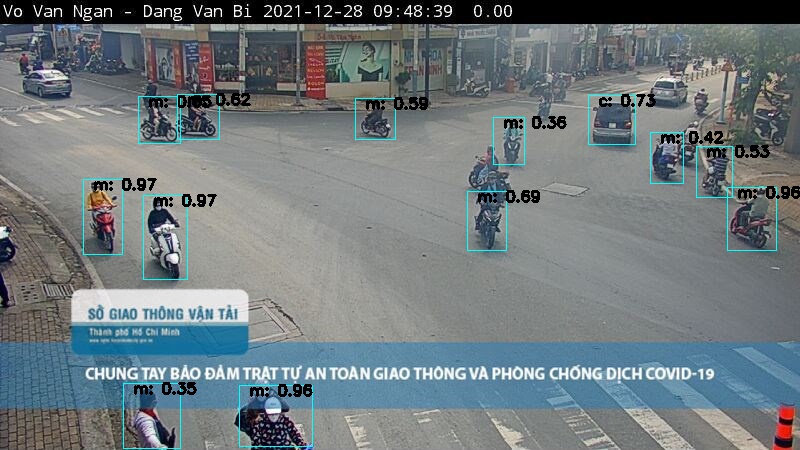 Vo Van Ngan - Dang Van Bi 2021-12-28 09:48:39 0.00
m: 0.62
m: 0.59
m: 0.36
c: 0.73
m: 0.42
m: 0.53
m: 0.97
m: 0.97
m: 0.69
m: 0.96
SỞ GIAO THÔNG VẬN TẢI
Thành phố Hồ Chí Minh
CHUNG TAY BẢO ĐẢM TRẬT TỰ AN TOÀN GIAO THÔNG VÀ PHÒNG CHỐNG DỊCH COVID-19
m: 0.35
m: 0.96